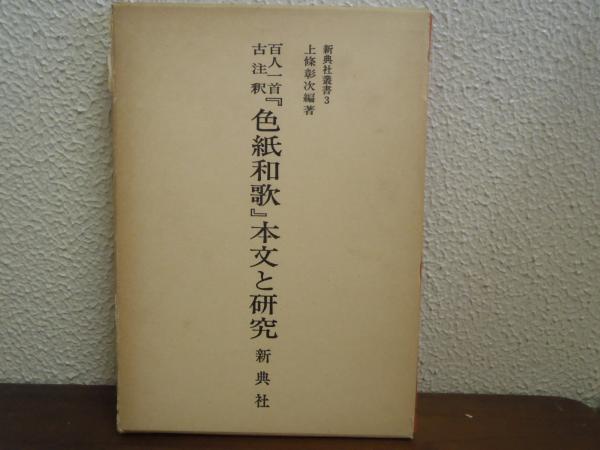 新典社叢書3
上條彰次編著
百人一首
古注釈
『色紙和歌』本文と研究
新典社